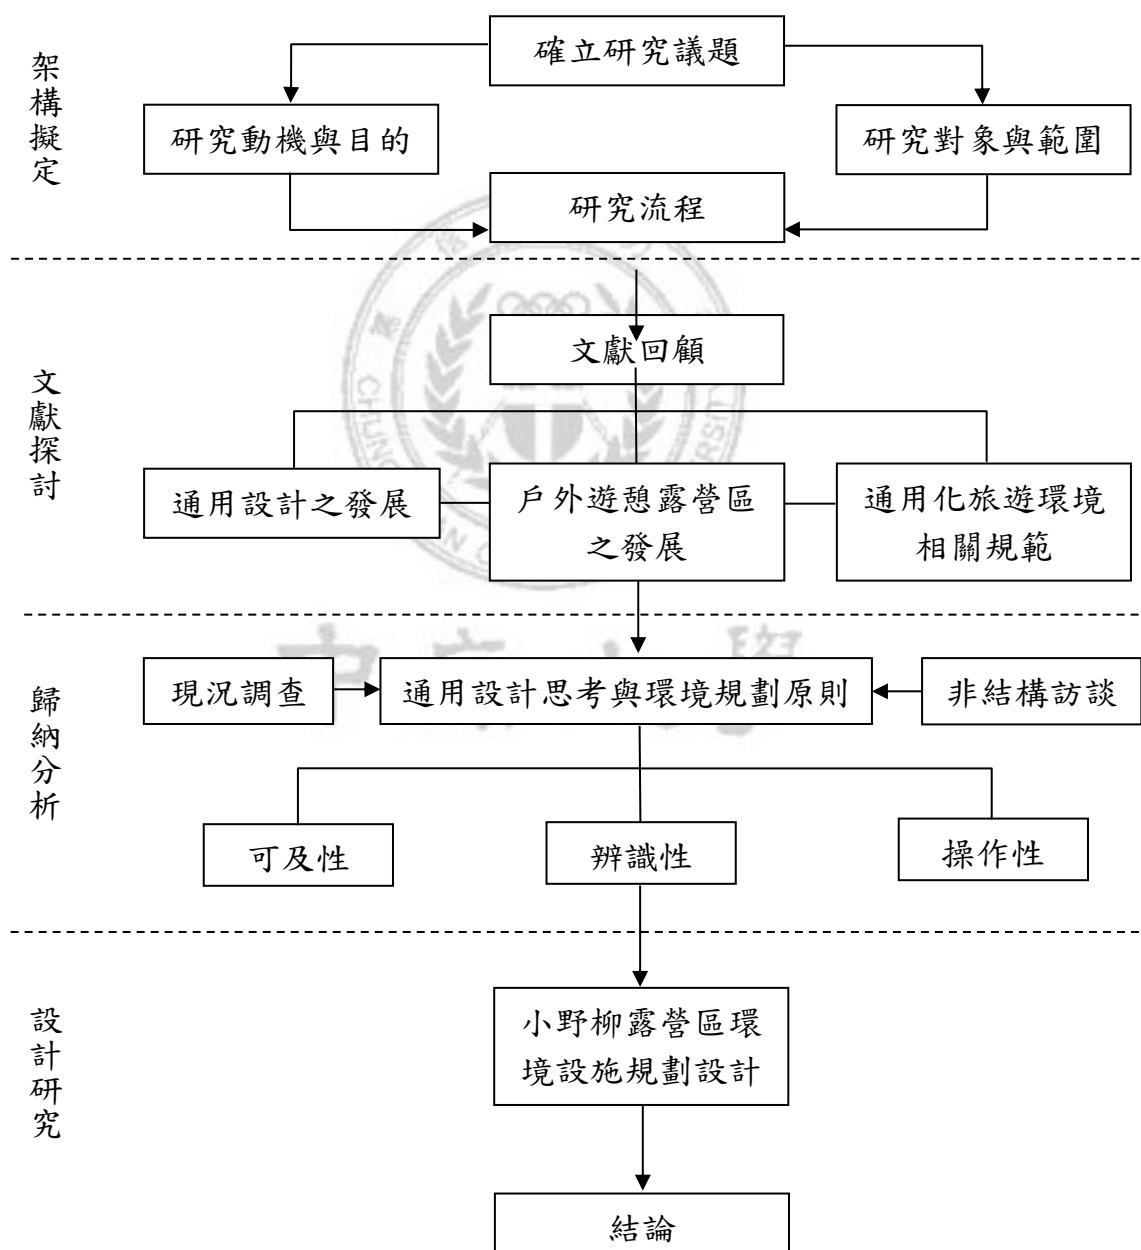 架構擬定
確立研究議題
研究動機與目的
研究對象與範圍
研究流程
文獻探討
文獻回顧
通用設計之發展
戶外遊憩露營區
之發展
通用化旅遊環境
相關規範
歸納分析
現況調查
通用設計思考與環境規劃原則
非結構訪談
可及性
辨識性
操作性
設計研究
小野柳露營區環
境設施規劃設計
結論